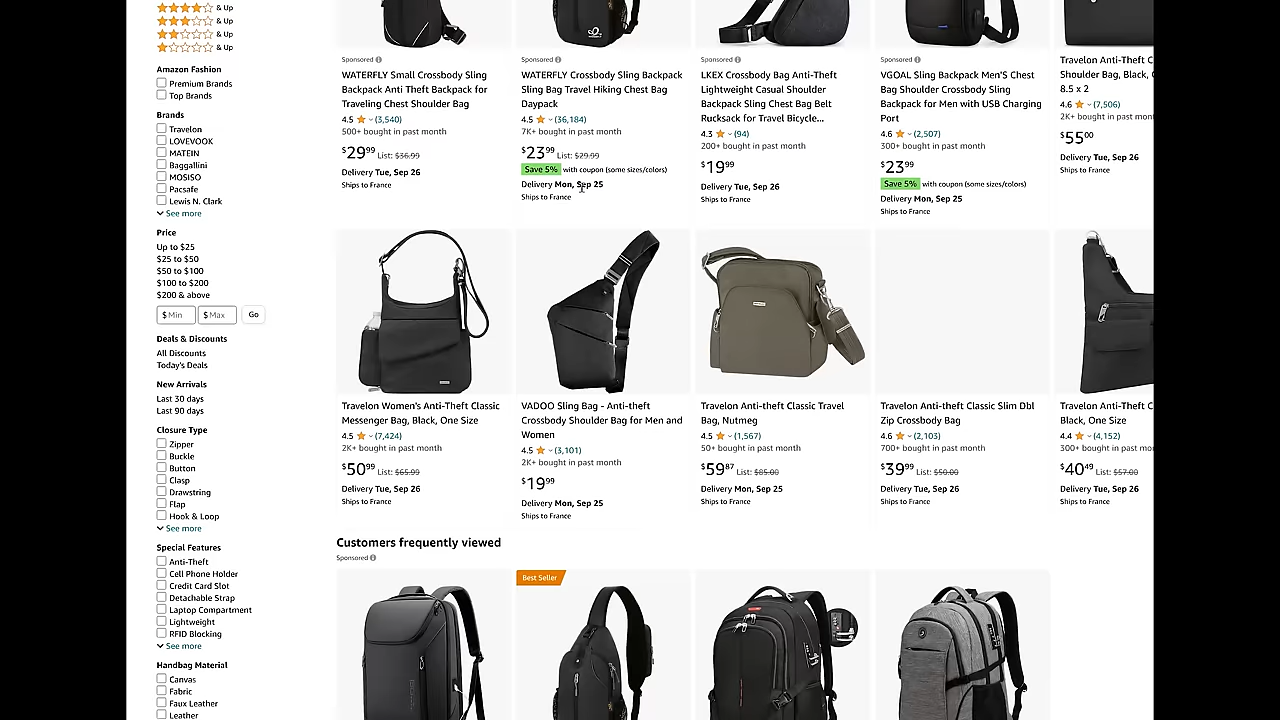 & Up
& Up
& Up
& Up
Amazon Fashion
Premium Brands
Top Brands
Brands
Travelon
LOVEVOOK
MATEIN
Baggallini
MOSISO
Pacsafe
Lewis N. Clark
See more
Price
Up to $25
$25 to $50
$50 to $100
$100 to $200
$200 & above
$ Min $ Max Go
Deals & Discounts
All Discounts
Today's Deals
New Arrivals
Last 30 days
Last 90 days
Closure Type
Zipper
Buckle
Button
Clasp
Drawstring
Flap
Hook & Loop
See more
Special Features
Anti-Theft
Cell Phone Holder
Credit Card Slot
Detachable Strap
Laptop Compartment
Lightweight
RFID Blocking
See more
Handbag Material
Canvas
Fabric
Faux Leather
Leather
Sponsored
WATERFLY Small Crossbody Sling
Backpack Anti Theft Backpack for
Traveling Chest Shoulder Bag
4.5 (3,540)
500+ bought in past month
$29 99 List: $36.99
Delivery Tue, Sep 26
Ships to France
Sponsored
WATERFLY Crossbody Sling Backpack
Sling Bag Travel Hiking Chest Bag
Daypack
4.5 (36,184)
7K+ bought in past month
$23 99 List: $29.99
Save 5% with coupon (some sizes/colors)
Delivery Mon, Sep 25
Ships to France
Sponsored
LKEX Crossbody Bag Anti-Theft
Lightweight Casual Shoulder
Backpack Sling Chest Bag Belt
Rucksack for Travel Bicycle...
4.3 (94)
200+ bought in past month
$19 99
Delivery Tue, Sep 26
Ships to France
Sponsored
VGOAL Sling Backpack Men'S Chest
Bag Shoulder Crossbody Sling
Backpack for Men with USB Charging
Port
4.6 (2,507)
300+ bought in past month
$23 99
Save 5% with coupon (some sizes/colors)
Delivery Mon, Sep 25
Ships to France
Travelon Anti-Theft C
Shoulder Bag, Black,
8.5 x 2
4.6 (7,506)
2K+ bought in past mont
$55 00
Delivery Tue, Sep 26
Ships to France
Travelon Women's Anti-Theft Classic
Messenger Bag, Black, One Size
4.5 (7,424)
2K+ bought in past month
$50 99 List: $65.99
Delivery Tue, Sep 26
Ships to France
VADOO Sling Bag - Anti-theft
Crossbody Shoulder Bag for Men and
Women
4.5 (3,101)
2K+ bought in past month
$19 99
Delivery Mon, Sep 25
Ships to France
Travelon Anti-theft Classic Travel
Bag, Nutmeg
4.5 (1,567)
50+ bought in past month
$59 87 List: $85.00
Delivery Mon, Sep 25
Ships to France
Travelon Anti-theft Classic Slim Dbl
Zip Crossbody Bag
4.6 (2,103)
700+ bought in past month
$39 99 List: $50.00
Delivery Tue, Sep 26
Ships to France
Travelon Anti-Theft C
Black, One Size
4.4 (4,152)
300+ bought in past mon
$40 49 List: $57.00
Delivery Tue, Sep 26
Ships to France
Customers frequently viewed
Sponsored
Best Seller